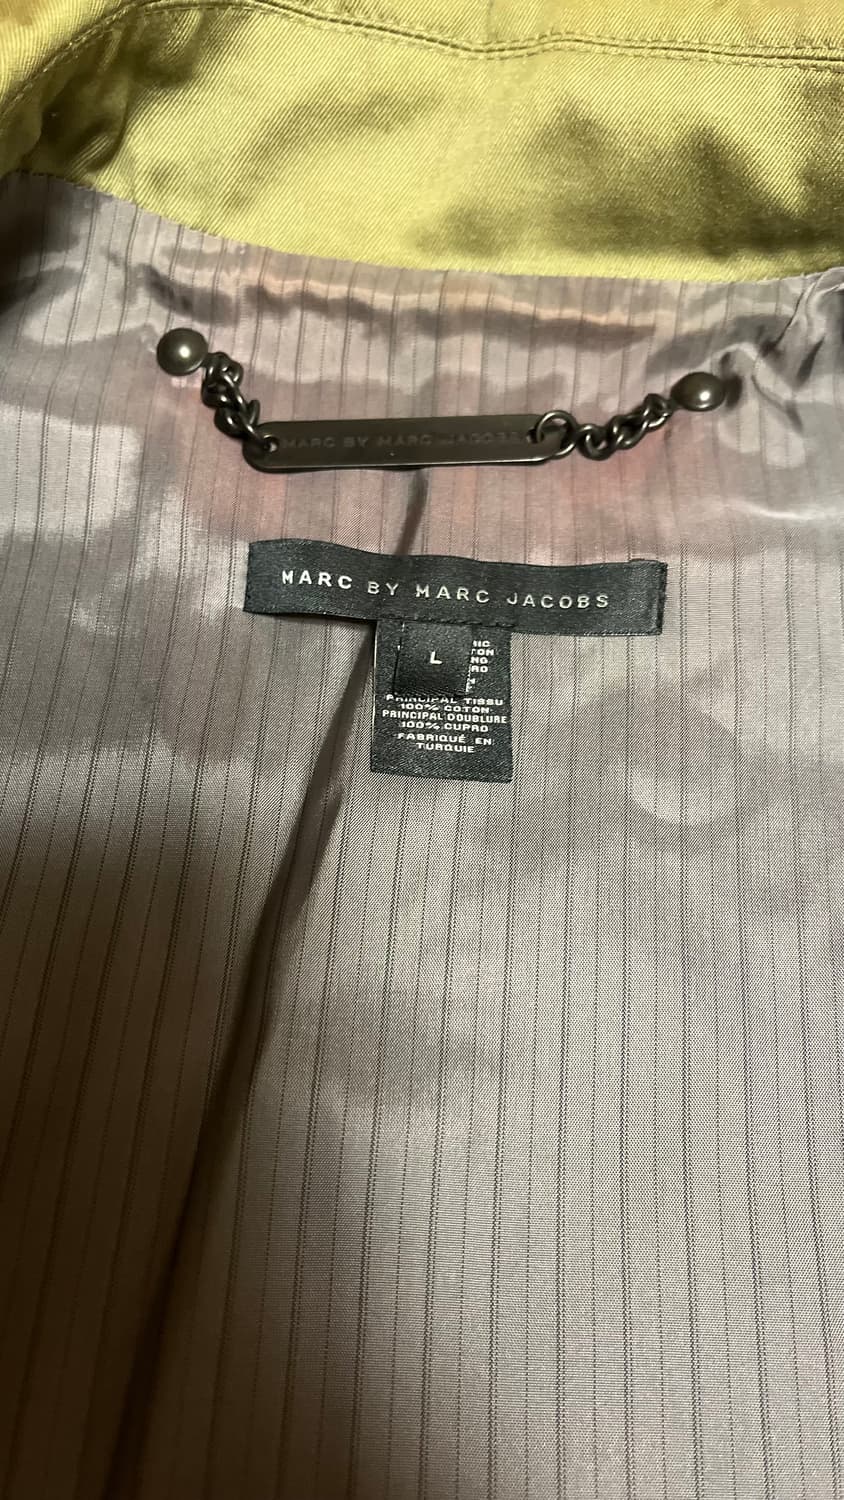 MARC BY MARC JACOBS
MARC BY MARC JACOBS
L
PRINCIPAL TISSU
100% COTON
PRINCIPAL DOUBLURE
100% CUPRO
FABRIQUÉ EN
TURQUIE